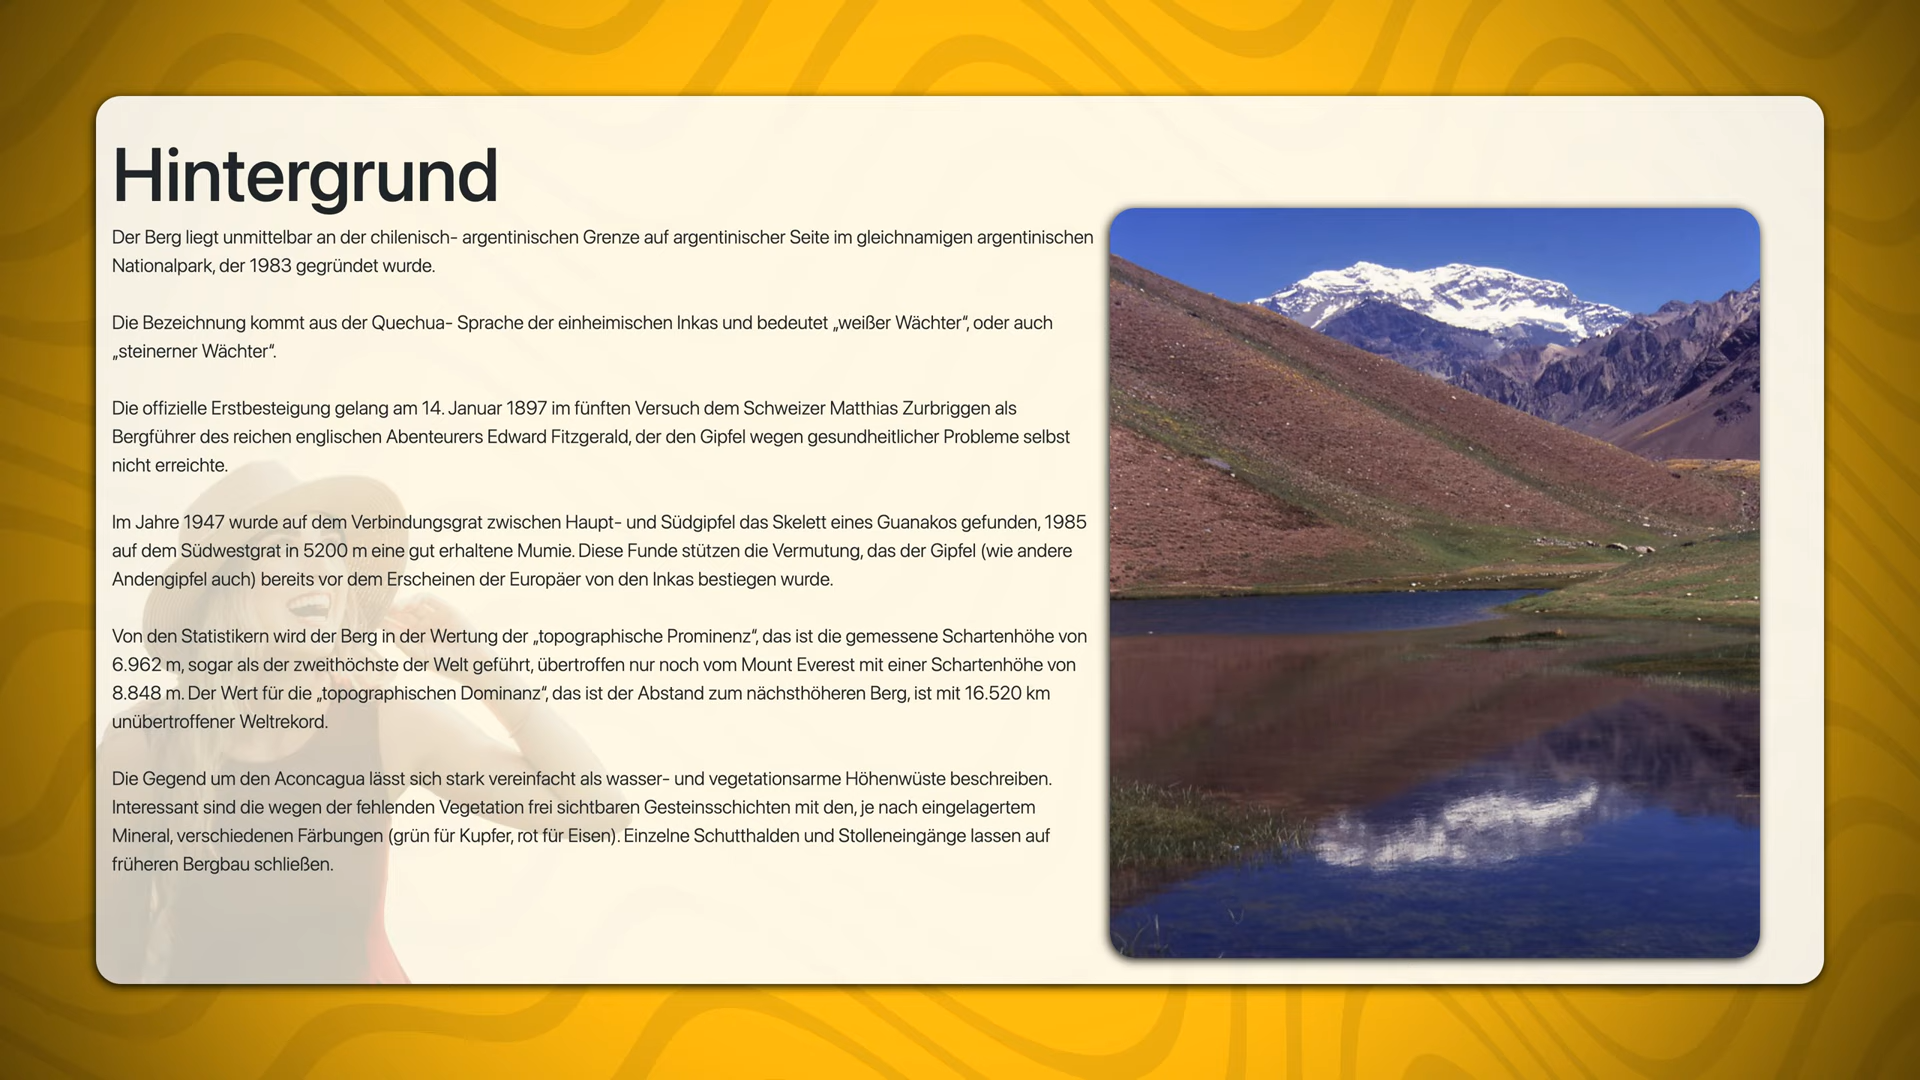 Hintergrund
Der Berg liegt unmittelbar an der chilenisch- argentinischen Grenze auf argentinischer Seite im gleichnamigen argentinischen
Nationalpark, der 1983 gegründet wurde.
Die Bezeichnung kommt aus der Quechua- Sprache der einheimischen Inkas und bedeutet „weißer Wächter“, oder auch
„steinerner Wächter“.
Die offizielle Erstbesteigung gelang am 14. Januar 1897 im fünften Versuch dem Schweizer Matthias Zurbriggen als
Bergführer des reichen englischen Abenteurers Edward Fitzgerald, der den Gipfel wegen gesundheitlicher Probleme selbst
nicht erreichte.
Im Jahre 1947 wurde auf dem Verbindungsgrat zwischen Haupt- und Südgipfel das Skelett eines Guanakos gefunden, 1985
auf dem Südwestgrat in 5200 m eine gut erhaltene Mumie. Diese Funde stützen die Vermutung, das der Gipfel (wie andere
Andengipfel auch) bereits vor dem Erscheinen der Europäer von den Inkas bestiegen wurde.
Von den Statistikern wird der Berg in der Wertung der „topographische Prominenz“, das ist die gemessene Schartenhöhe von
6.962 m, sogar als der zweithöchste der Welt geführt, übertroffen nur noch vom Mount Everest mit einer Schartenhöhe von
8.848 m. Der Wert für die „topographischen Dominanz“, das ist der Abstand zum nächsthöheren Berg, ist mit 16.520 km
unübertroffener Weltrekord.
Die Gegend um den Aconcagua lässt sich stark vereinfacht als wasser- und vegetationsarme Höhenwüste beschreiben.
Interessant sind die wegen der fehlenden Vegetation frei sichtbaren Gesteinsschichten mit den, je nach eingelagertem
Mineral, verschiedenen Färbungen (grün für Kupfer, rot für Eisen). Einzelne Schutthalden und Stolleneingänge lassen auf
früheren Bergbau schließen.